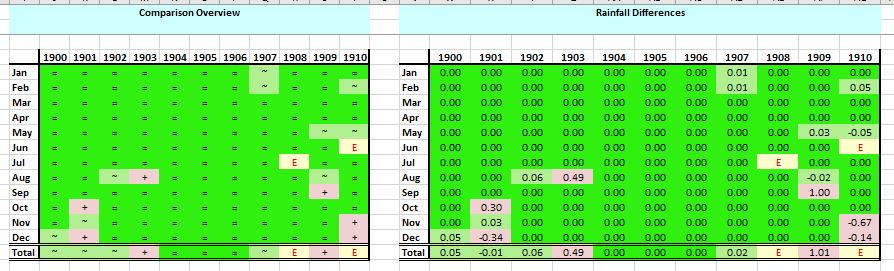 Comparison Overview Rainfall Differences
1900 1901 1902 1903 1904 1905 1906 1907 1908 1909 1910 1900 1901 1902 1903 1904 1905 1906 1907 1908 1909 1910
Jan = = = = = = = ~ = = = Jan 0.00 0.00 0.00 0.00 0.00 0.00 0.00 0.01 0.00 0.00 0.00
Feb = = = = = = = ~ = = ~ Feb 0.00 0.00 0.00 0.00 0.00 0.00 0.00 0.01 0.00 0.00 0.05
Mar = = = = = = = = = = = Mar 0.00 0.00 0.00 0.00 0.00 0.00 0.00 0.00 0.00 0.00 0.00
Apr = = = = = = = = = = = Apr 0.00 0.00 0.00 0.00 0.00 0.00 0.00 0.00 0.00 0.00 0.00
May = = = = = = = = = ~ ~ May 0.00 0.00 0.00 0.00 0.00 0.00 0.00 0.00 0.00 0.03 -0.05
Jun = = = = = = = = = = E Jun 0.00 0.00 0.00 0.00 0.00 0.00 0.00 0.00 0.00 0.00 E
Jul = = = = = = = = E = = Jul 0.00 0.00 0.00 0.00 0.00 0.00 0.00 0.00 E 0.00 0.00
Aug = = ~ + = = = = = ~ = Aug 0.00 0.00 0.06 0.49 0.00 0.00 0.00 0.00 0.00 -0.02 0.00
Sep = = = = = = = = = + = Sep 0.00 0.00 0.00 0.00 0.00 0.00 0.00 0.00 0.00 1.00 0.00
Oct = + = = = = = = = = = Oct 0.00 0.30 0.00 0.00 0.00 0.00 0.00 0.00 0.00 0.00 0.00
Nov = ~ = = = = = = = = + Nov 0.00 0.03 0.00 0.00 0.00 0.00 0.00 0.00 0.00 0.00 -0.67
Dec ~ + = = = = = = = = + Dec 0.05 -0.34 0.00 0.00 0.00 0.00 0.00 0.00 0.00 0.00 -0.14
Total ~ ~ ~ + = = = ~ E + E Total 0.05 -0.01 0.06 0.49 0.00 0.00 0.00 0.02 E 1.01 E